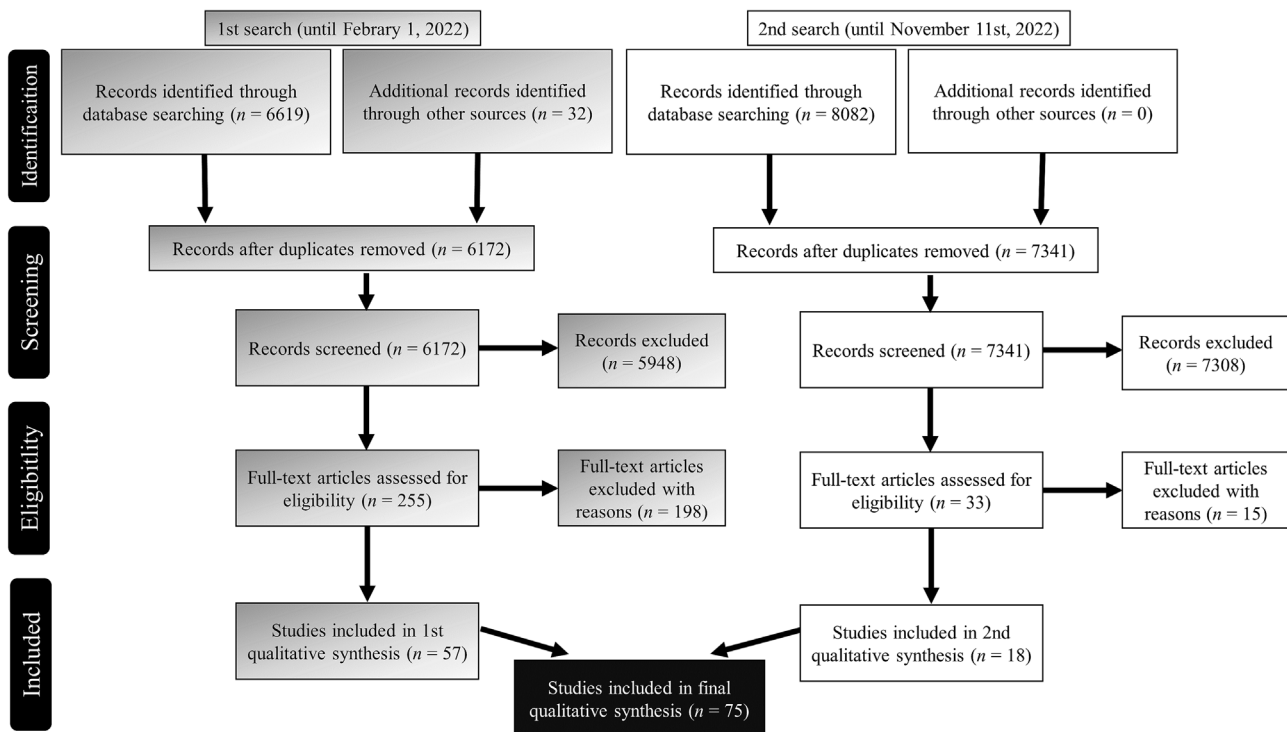 1st search (until Febrary 1, 2022)
2nd search (until November 11st, 2022)
Identificaition
Records identified through
database searching (n = 6619)
Additional records identified
through other sources (n = 32)
Records identified through
database searching (n = 8082)
Additional records identified
through other sources (n = 0)
Screening
Records after duplicates removed (n = 6172)
Records after duplicates removed (n = 7341)
Records screened (n = 6172)
Records excluded
(n = 5948)
Records screened (n = 7341)
Records excluded
(n = 7308)
Eligibitlity
Full-text articles assessed for
eligibility (n = 255)
Full-text articles
excluded with
reasons (n = 198)
Full-text articles assessed for
eligibility (n = 33)
Full-text articles
excluded with
reasons (n = 15)
Included
Studies included in 1st
qualitative synthesis (n = 57)
Studies included in 2nd
qualitative synthesis (n = 18)
Studies included in final
qualitative synthesis (n = 75)